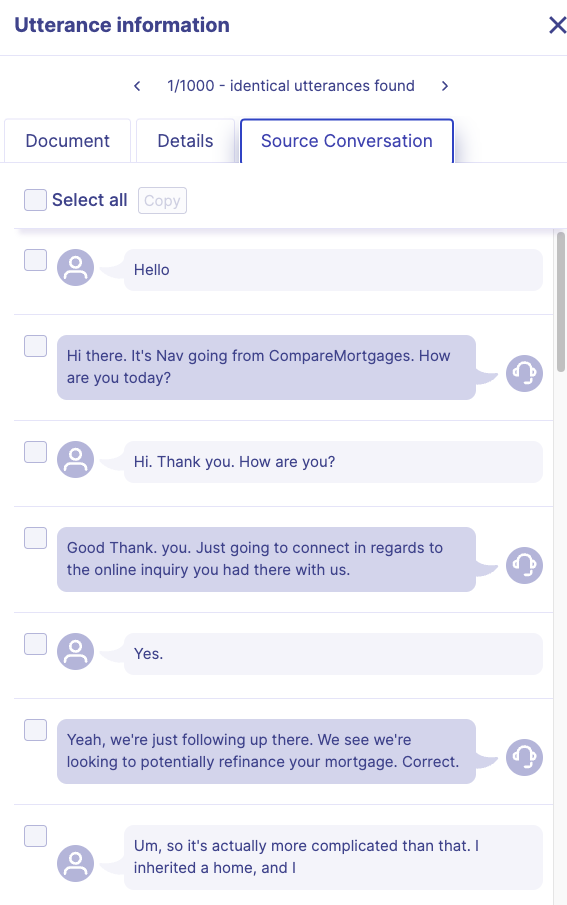 Utterance information
1/1000 - identical utterances found
Document
Details
Source Conversation
Select all
Copy
Hello
Hi there. It's Nav going from CompareMortgages. How
are you today?
Hi. Thank you. How are you?
Good Thank. you. Just going to connect in regards to
the online inquiry you had there with us.
Yes.
Yeah, we're just following up there. We see we're
looking to potentially refinance your mortgage. Correct.
Um, so it's actually more complicated than that. I
inherited a home, and I